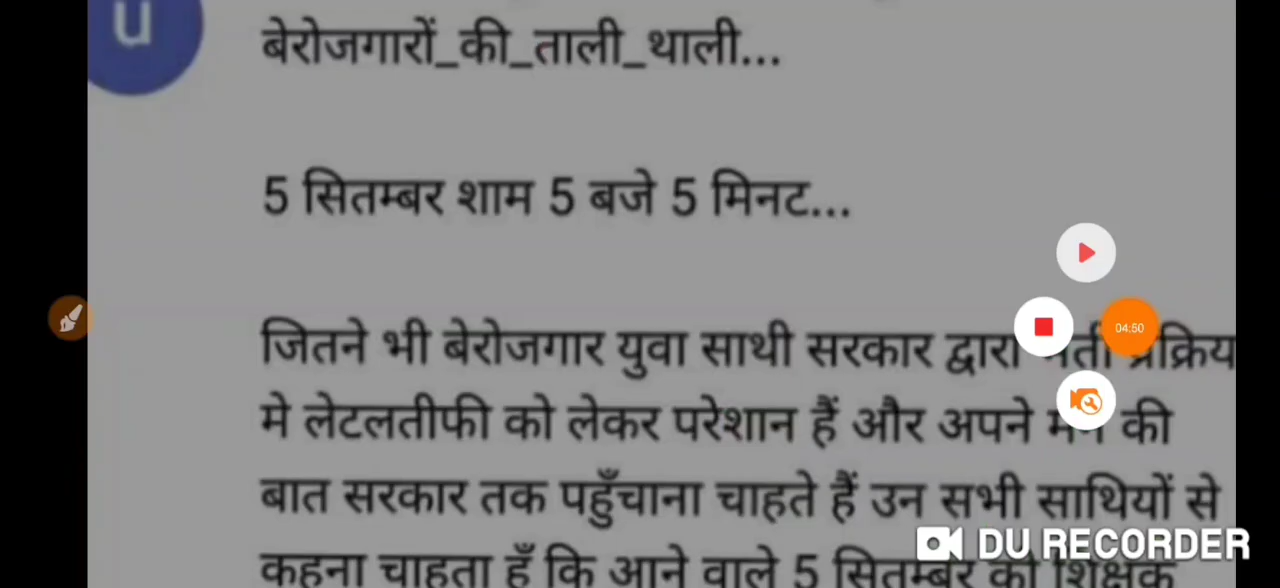 u
बेरोजगारों_की_ताली_थाली...
5 सितम्बर शाम 5 बजे 5 मिनट...
जितने भी बेरोजगार युवा साथी सरकार द्वारा
04:50
मे लेटलतीफी को लेकर परेशान हैं और अपने की
बात सरकार तक पहुँचाना चाहते हैं उन सभी साथियों से
DU RECORDER
कहना चाहता हूँ कि आने वाले 5 सितम्बर को शिक्षक